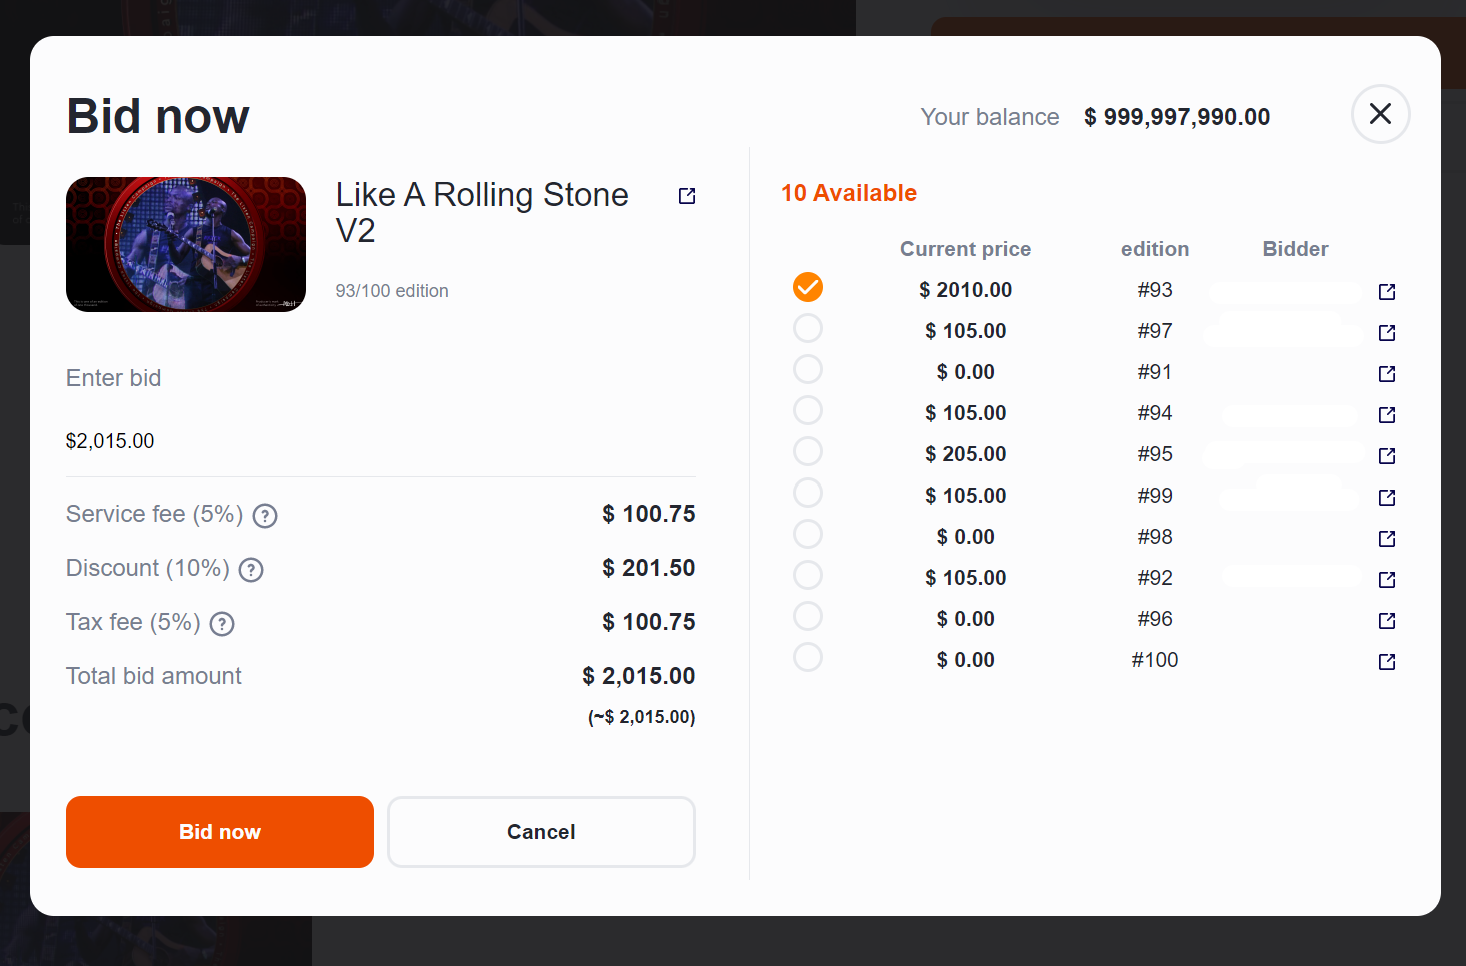 Bid now
Your balance $ 999,997,990.00
Like A Rolling Stone
V2
93/100 edition
Enter bid
$2,015.00
Service fee (5%) ? $ 100.75
Discount (10%) ? $ 201.50
Tax fee (5%) ? $ 100.75
Total bid amount $ 2,015.00
(~$ 2,015.00)
Bid now Cancel
10 Available
Current price edition Bidder
$ 2010.00 #93
$ 105.00 #97
$ 0.00 #91
$ 105.00 #94
$ 205.00 #95
$ 105.00 #99
$ 0.00 #98
$ 105.00 #92
$ 0.00 #96
$ 0.00 #100